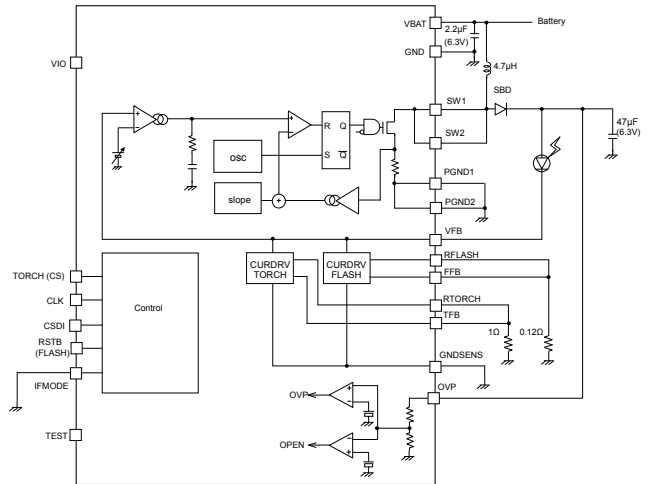 VBAT
Battery
2.2μF
(6.3V)
GND
VIO
4.7μH
SBD
SW1
47μF
(6.3V)
R
Q
SW2
OSC
S
Q
PGND1
slope
+
PGND2
VFB
RFLASH
CURDRV
TORCH
CURDRV
FLASH
FFB
TORCH (CS)
Control
RTORCH
CLK
TFB
CSDI
1Ω
0.12Ω
RSTB
(FLASH)
GNDSENS
IFMODE
OVP
OVP
TEST
OPEN